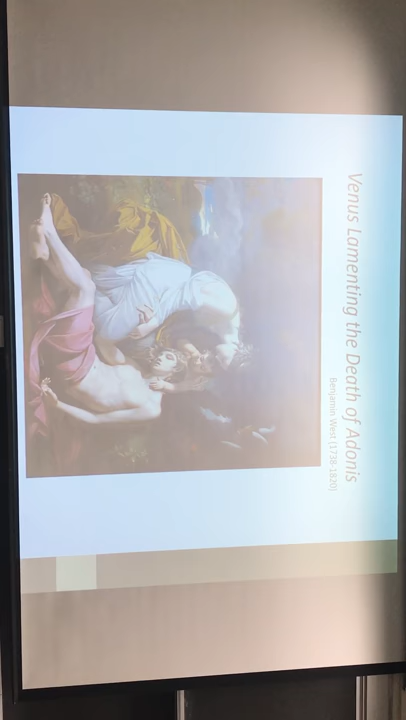 Venus Lamenting the Death of Adonis
Benjamin West (1738-1820)